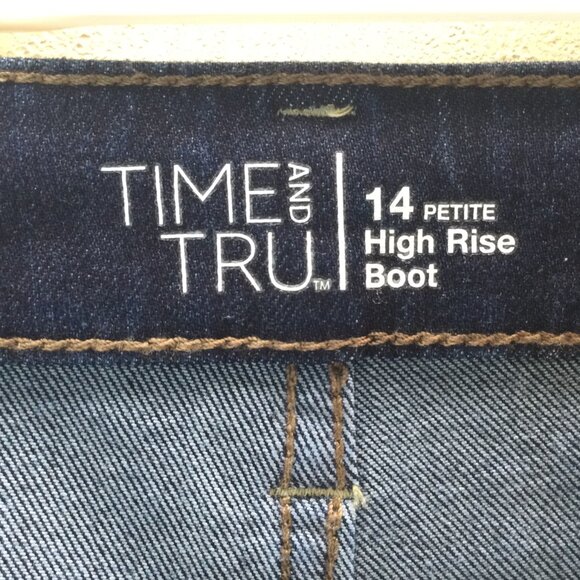 TIME AND
TRU™
14 PETITE
High Rise
Boot